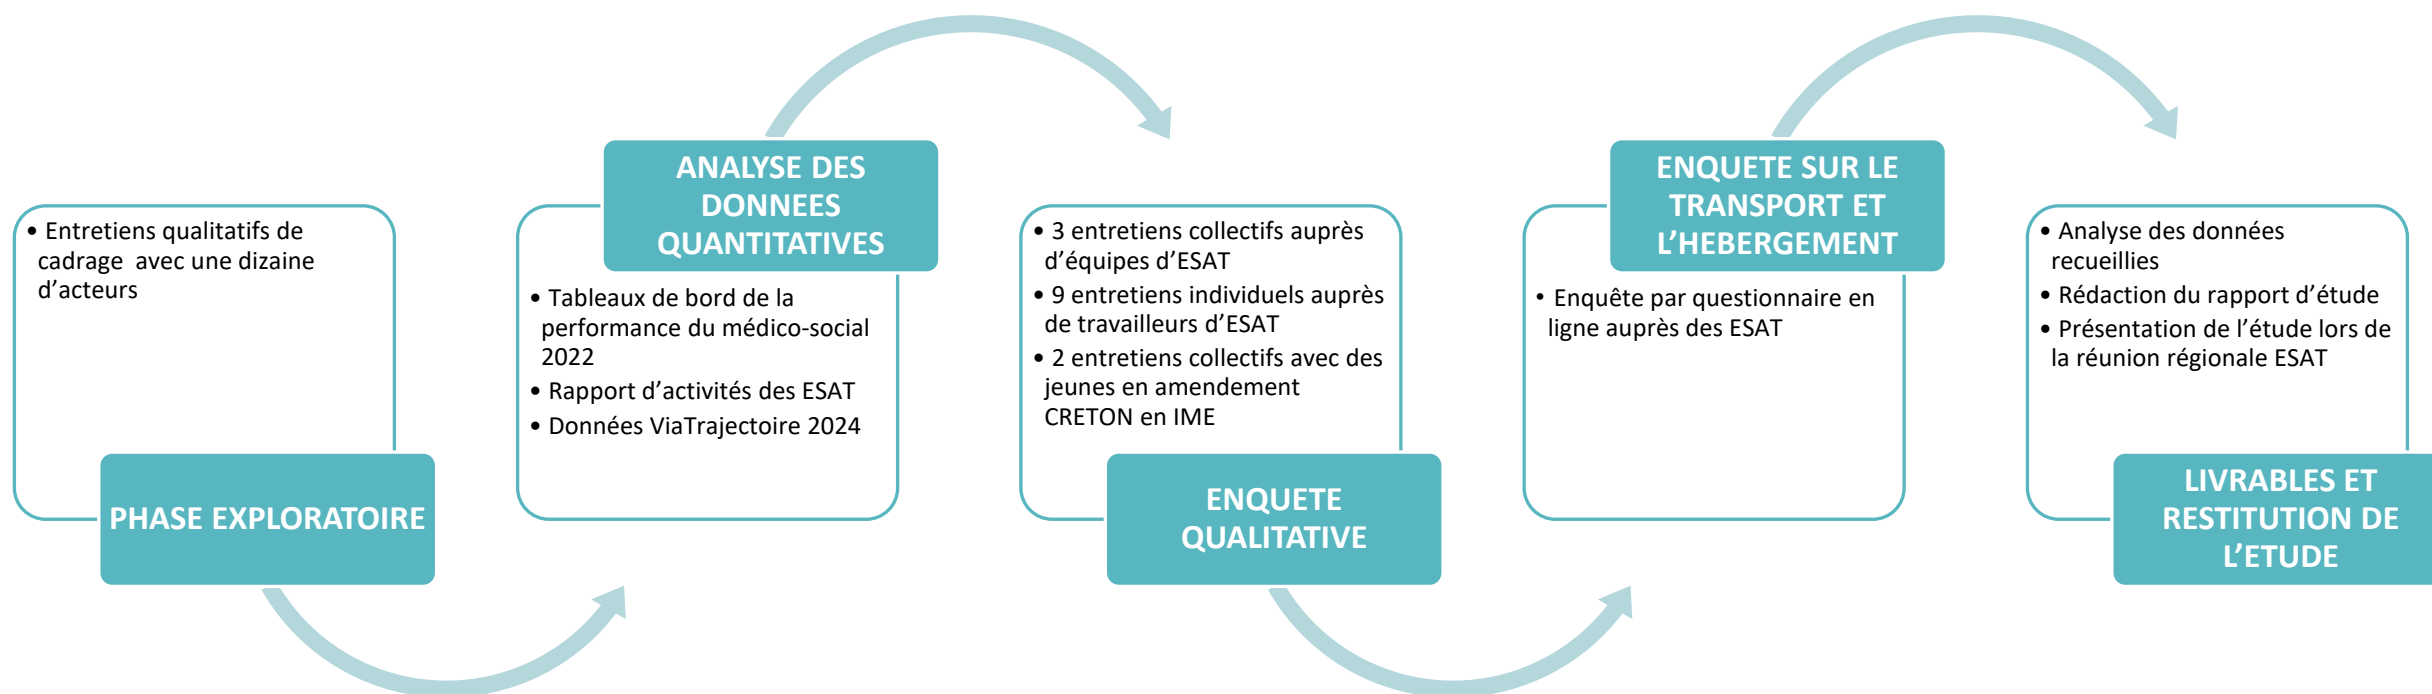 • Entretiens qualitatifs de
cadrage avec une dizaine
d'acteurs
PHASE EXPLORATOIRE
ANALYSE DES
DONNEES
QUANTITATIVES
• Tableaux de bord de la
performance du médico-social
2022
• Rapport d'activités des ESAT
• Données ViaTrajectoire 2024
• 3 entretiens collectifs auprès
d'équipes d'ESAT
• 9 entretiens individuels auprès
de travailleurs d'ESAT
• 2 entretiens collectifs avec des
jeunes en amendement
CRETON en IME
ENQUETE
QUALITATIVE
ENQUETE SUR LE
TRANSPORT ET
L'HEBERGEMENT
• Enquête par questionnaire en
ligne auprès des ESAT
• Analyse des données
recueillies
• Rédaction du rapport d'étude
• Présentation de l'étude lors de
la réunion régionale ESAT
LIVRABLES ET
RESTITUTION DE
L'ETUDE